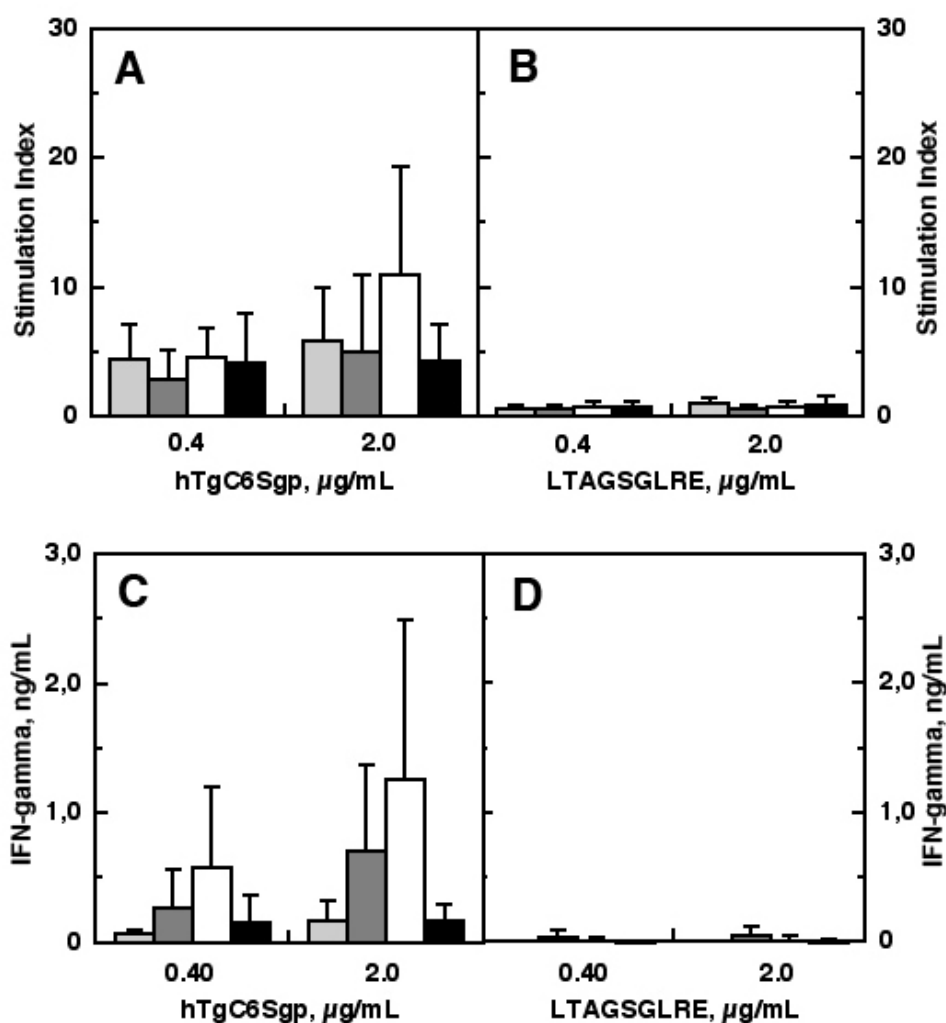 30
20
10
0
Stimulation Index
A
0.4 2.0
hTgC6Sgp, µg/mL
B
0.4 2.0
LTAGSGLRE, µg/mL
30
20
10
0
Stimulation Index
3,0
2,0
1,0
0
IFN-gamma, ng/mL
C
0.40 2.0
hTgC6Sgp, µg/mL
D
0.40 2.0
LTAGSGLRE, µg/mL
3,0
2,0
1,0
0
IFN-gamma, ng/mL